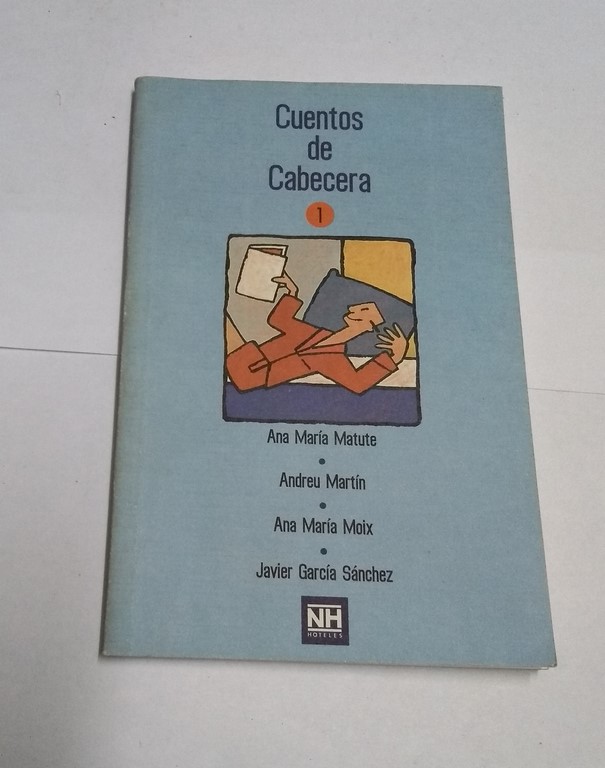 Cuentos
de
Cabecera
1
Ana María Matute
Andreu Martín
Ana María Moix
Javier García Sánchez
NH
HOTELES